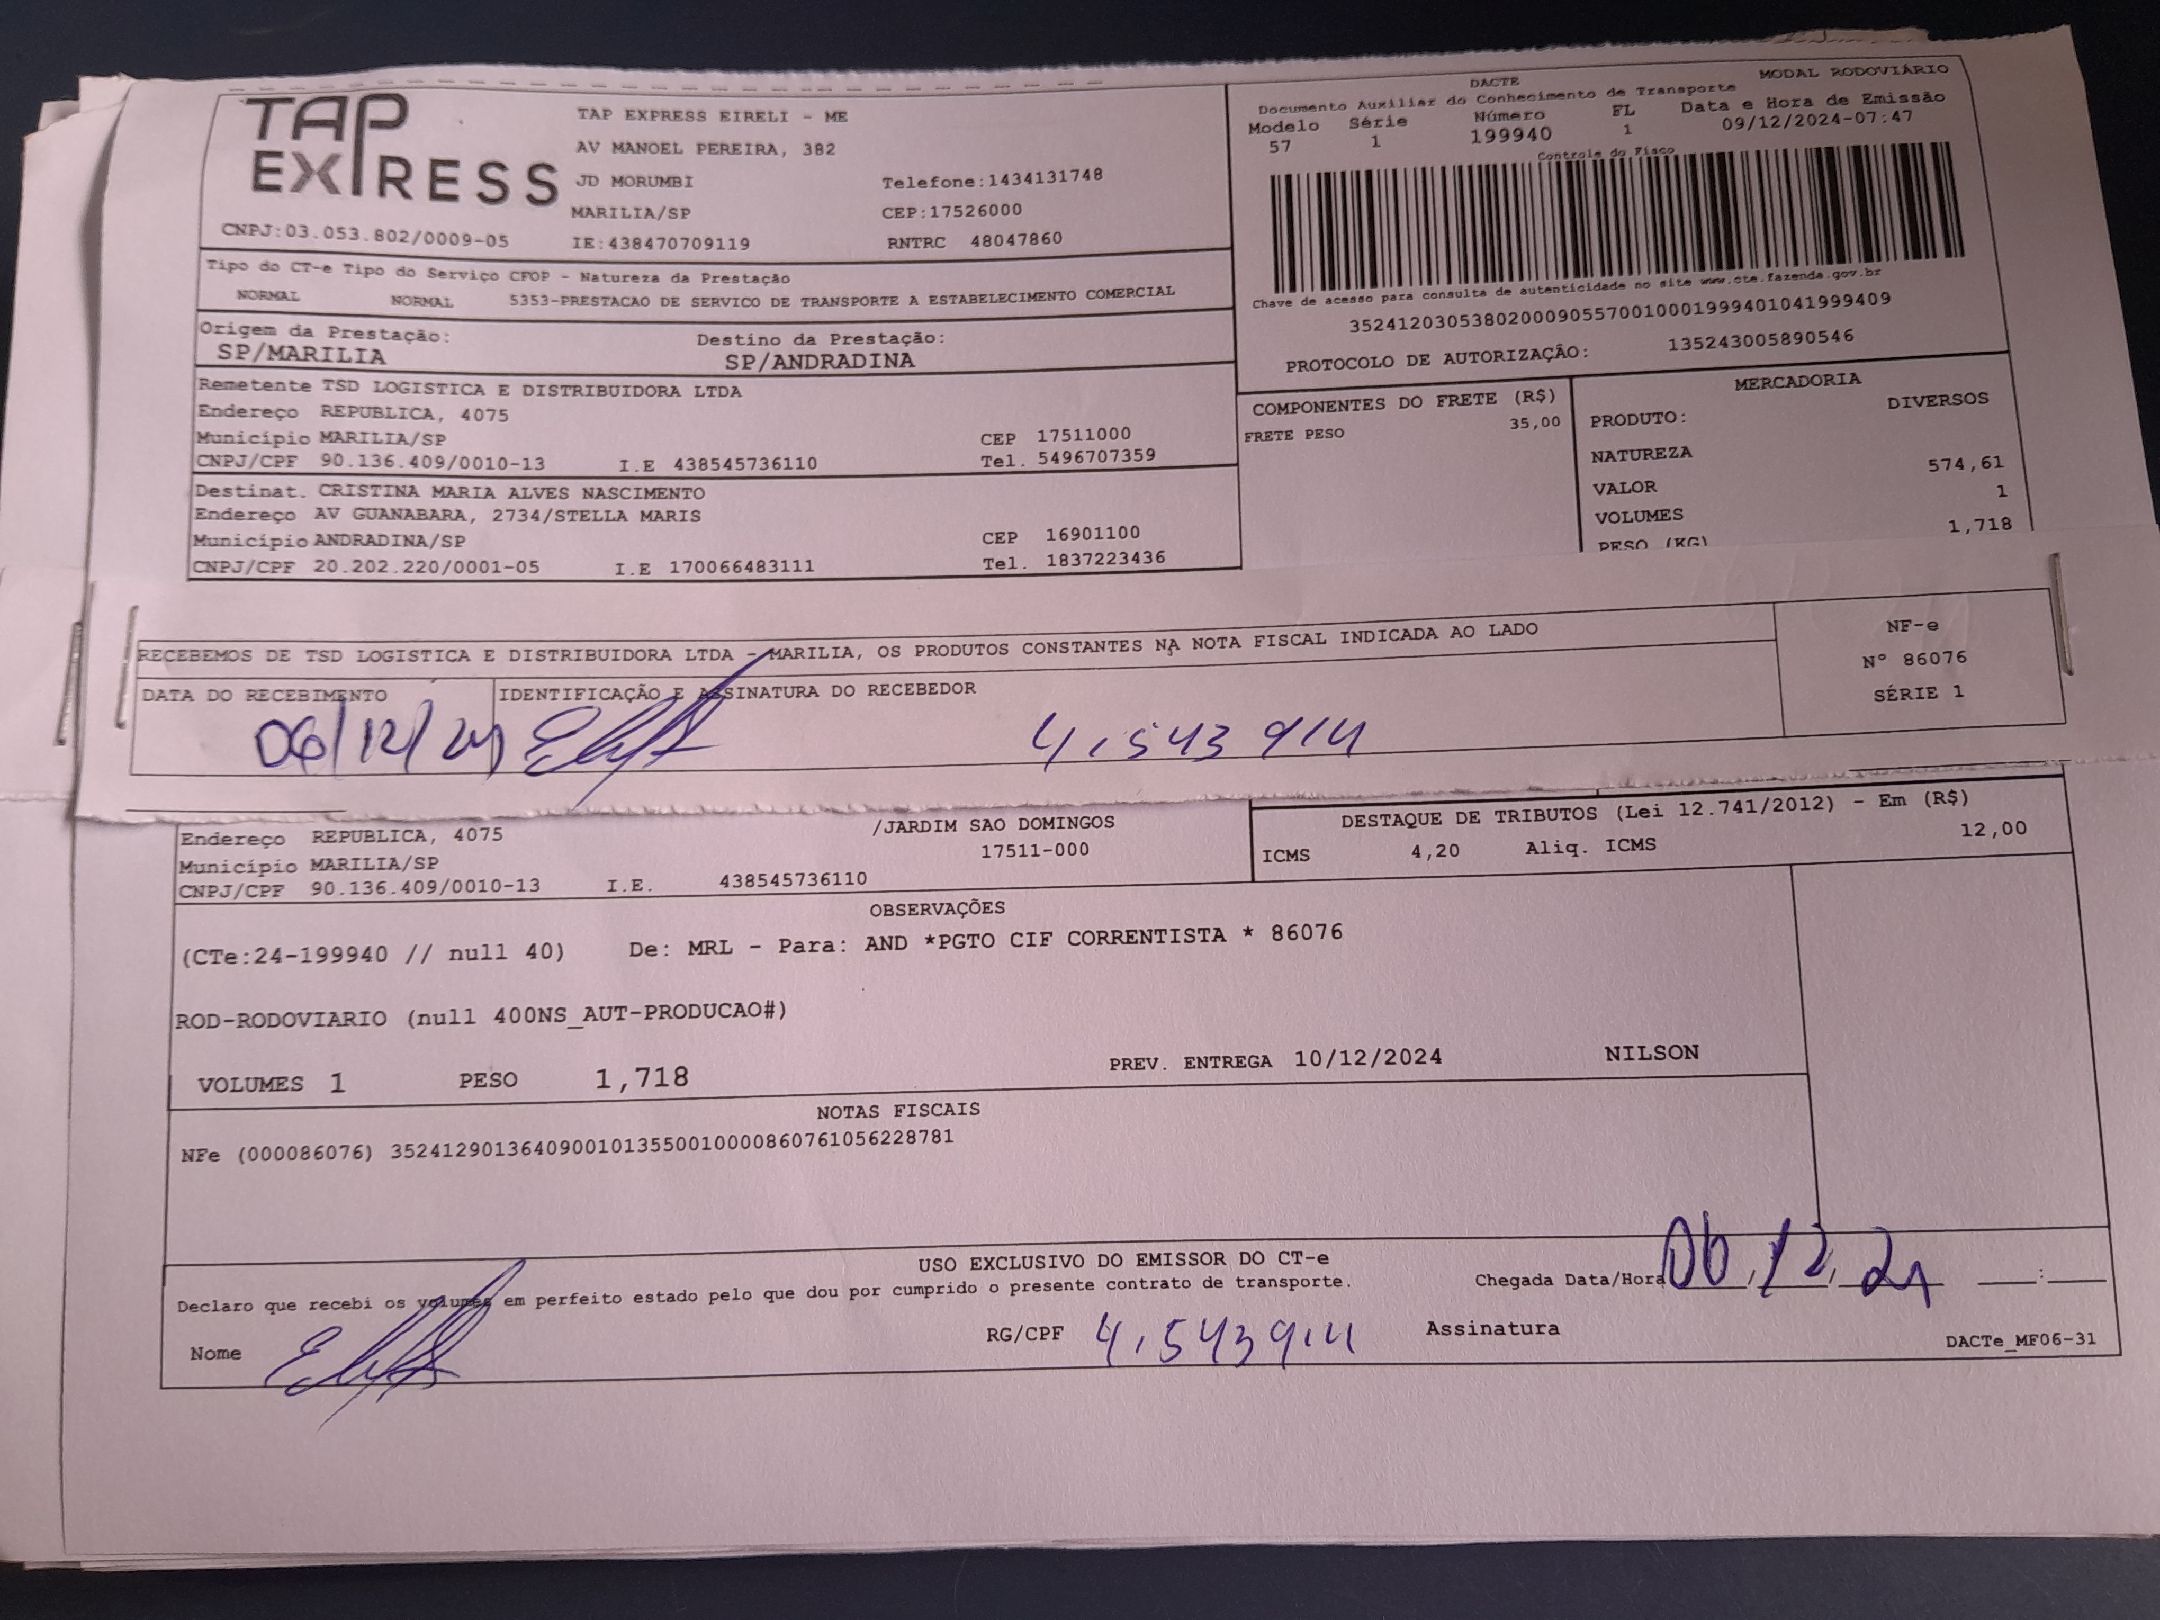 TAP EXPRESS
TAP EXPRESS EIRELI - ME
AV MANOEL PEREIRA, 382
JD MORUMBI Telefone:1434131748
MARILIA/SP CEP:17526000
CNPJ:03.053.802/0009-05 IE:438470709119 RNTRC 48047860
DACTE MODAL RODOVIÁRIO
Documento Auxiliar do Conhecimento de Transporte
Modelo Série Número FL Data e Hora de Emissão
57 1 199940 1 09/12/2024-07:47
Controle do Fisco
Chave de acesso para consulta de autenticidade no site www.cte.fazenda.gov.br
35241203053802000905570010001999401041999409
PROTOCOLO DE AUTORIZAÇÃO: 135243005890546
Tipo do CT-e Tipo do Serviço CFOP - Natureza da Prestação
NORMAL NORMAL 5353-PRESTACAO DE SERVICO DE TRANSPORTE A ESTABELECIMENTO COMERCIAL
Origem da Prestação: Destino da Prestação:
SP/MARILIA SP/ANDRADINA
Remetente TSD LOGISTICA E DISTRIBUIDORA LTDA
Endereço REPUBLICA, 4075
Município MARILIA/SP CEP 17511000
CNPJ/CPF 90.136.409/0010-13 I.E 438545736110 Tel. 5496707359
Destinat. CRISTINA MARIA ALVES NASCIMENTO
Endereço AV GUANABARA, 2734/STELLA MARIS
Município ANDRADINA/SP CEP 16901100
CNPJ/CPF 20.202.220/0001-05 I.E 170066483111 Tel. 1837223436
COMPONENTES DO FRETE (R$)
FRETE PESO 35,00
MERCADORIA
PRODUTO: DIVERSOS
NATUREZA
VALOR 574,61
VOLUMES 1
PESO (KG) 1,718
RECEBEMOS DE TSD LOGISTICA E DISTRIBUIDORA LTDA - MARILIA, OS PRODUTOS CONSTANTES NA NOTA FISCAL INDICADA AO LADO
NF-e
Nº 86076
SÉRIE 1
DATA DO RECEBIMENTO IDENTIFICAÇÃO E ASSINATURA DO RECEBEDOR
06/12/24 4.543914
Endereço REPUBLICA, 4075 /JARDIM SAO DOMINGOS
Município MARILIA/SP 17511-000
CNPJ/CPF 90.136.409/0010-13 I.E. 438545736110
DESTAQUE DE TRIBUTOS (Lei 12.741/2012) - Em (R$)
ICMS 4,20 Aliq. ICMS 12,00
OBSERVAÇÕES
(CTe:24-199940 // null 40) De: MRL - Para: AND *PGTO CIF CORRENTISTA * 86076
ROD-RODOVIARIO (null 400NS_AUT-PRODUCAO#)
VOLUMES 1 PESO 1,718 PREV. ENTREGA 10/12/2024 NILSON
NOTAS FISCAIS
NFe (000086076) 35241290136409001013550010000860761056228781
USO EXCLUSIVO DO EMISSOR DO CT-e
Declaro que recebi os volumes em perfeito estado pelo que dou por cumprido o presente contrato de transporte. Chegada Data/Hora 06/12/24 ___:___
Nome RG/CPF 4.543914 Assinatura
DACTe_MF06-31